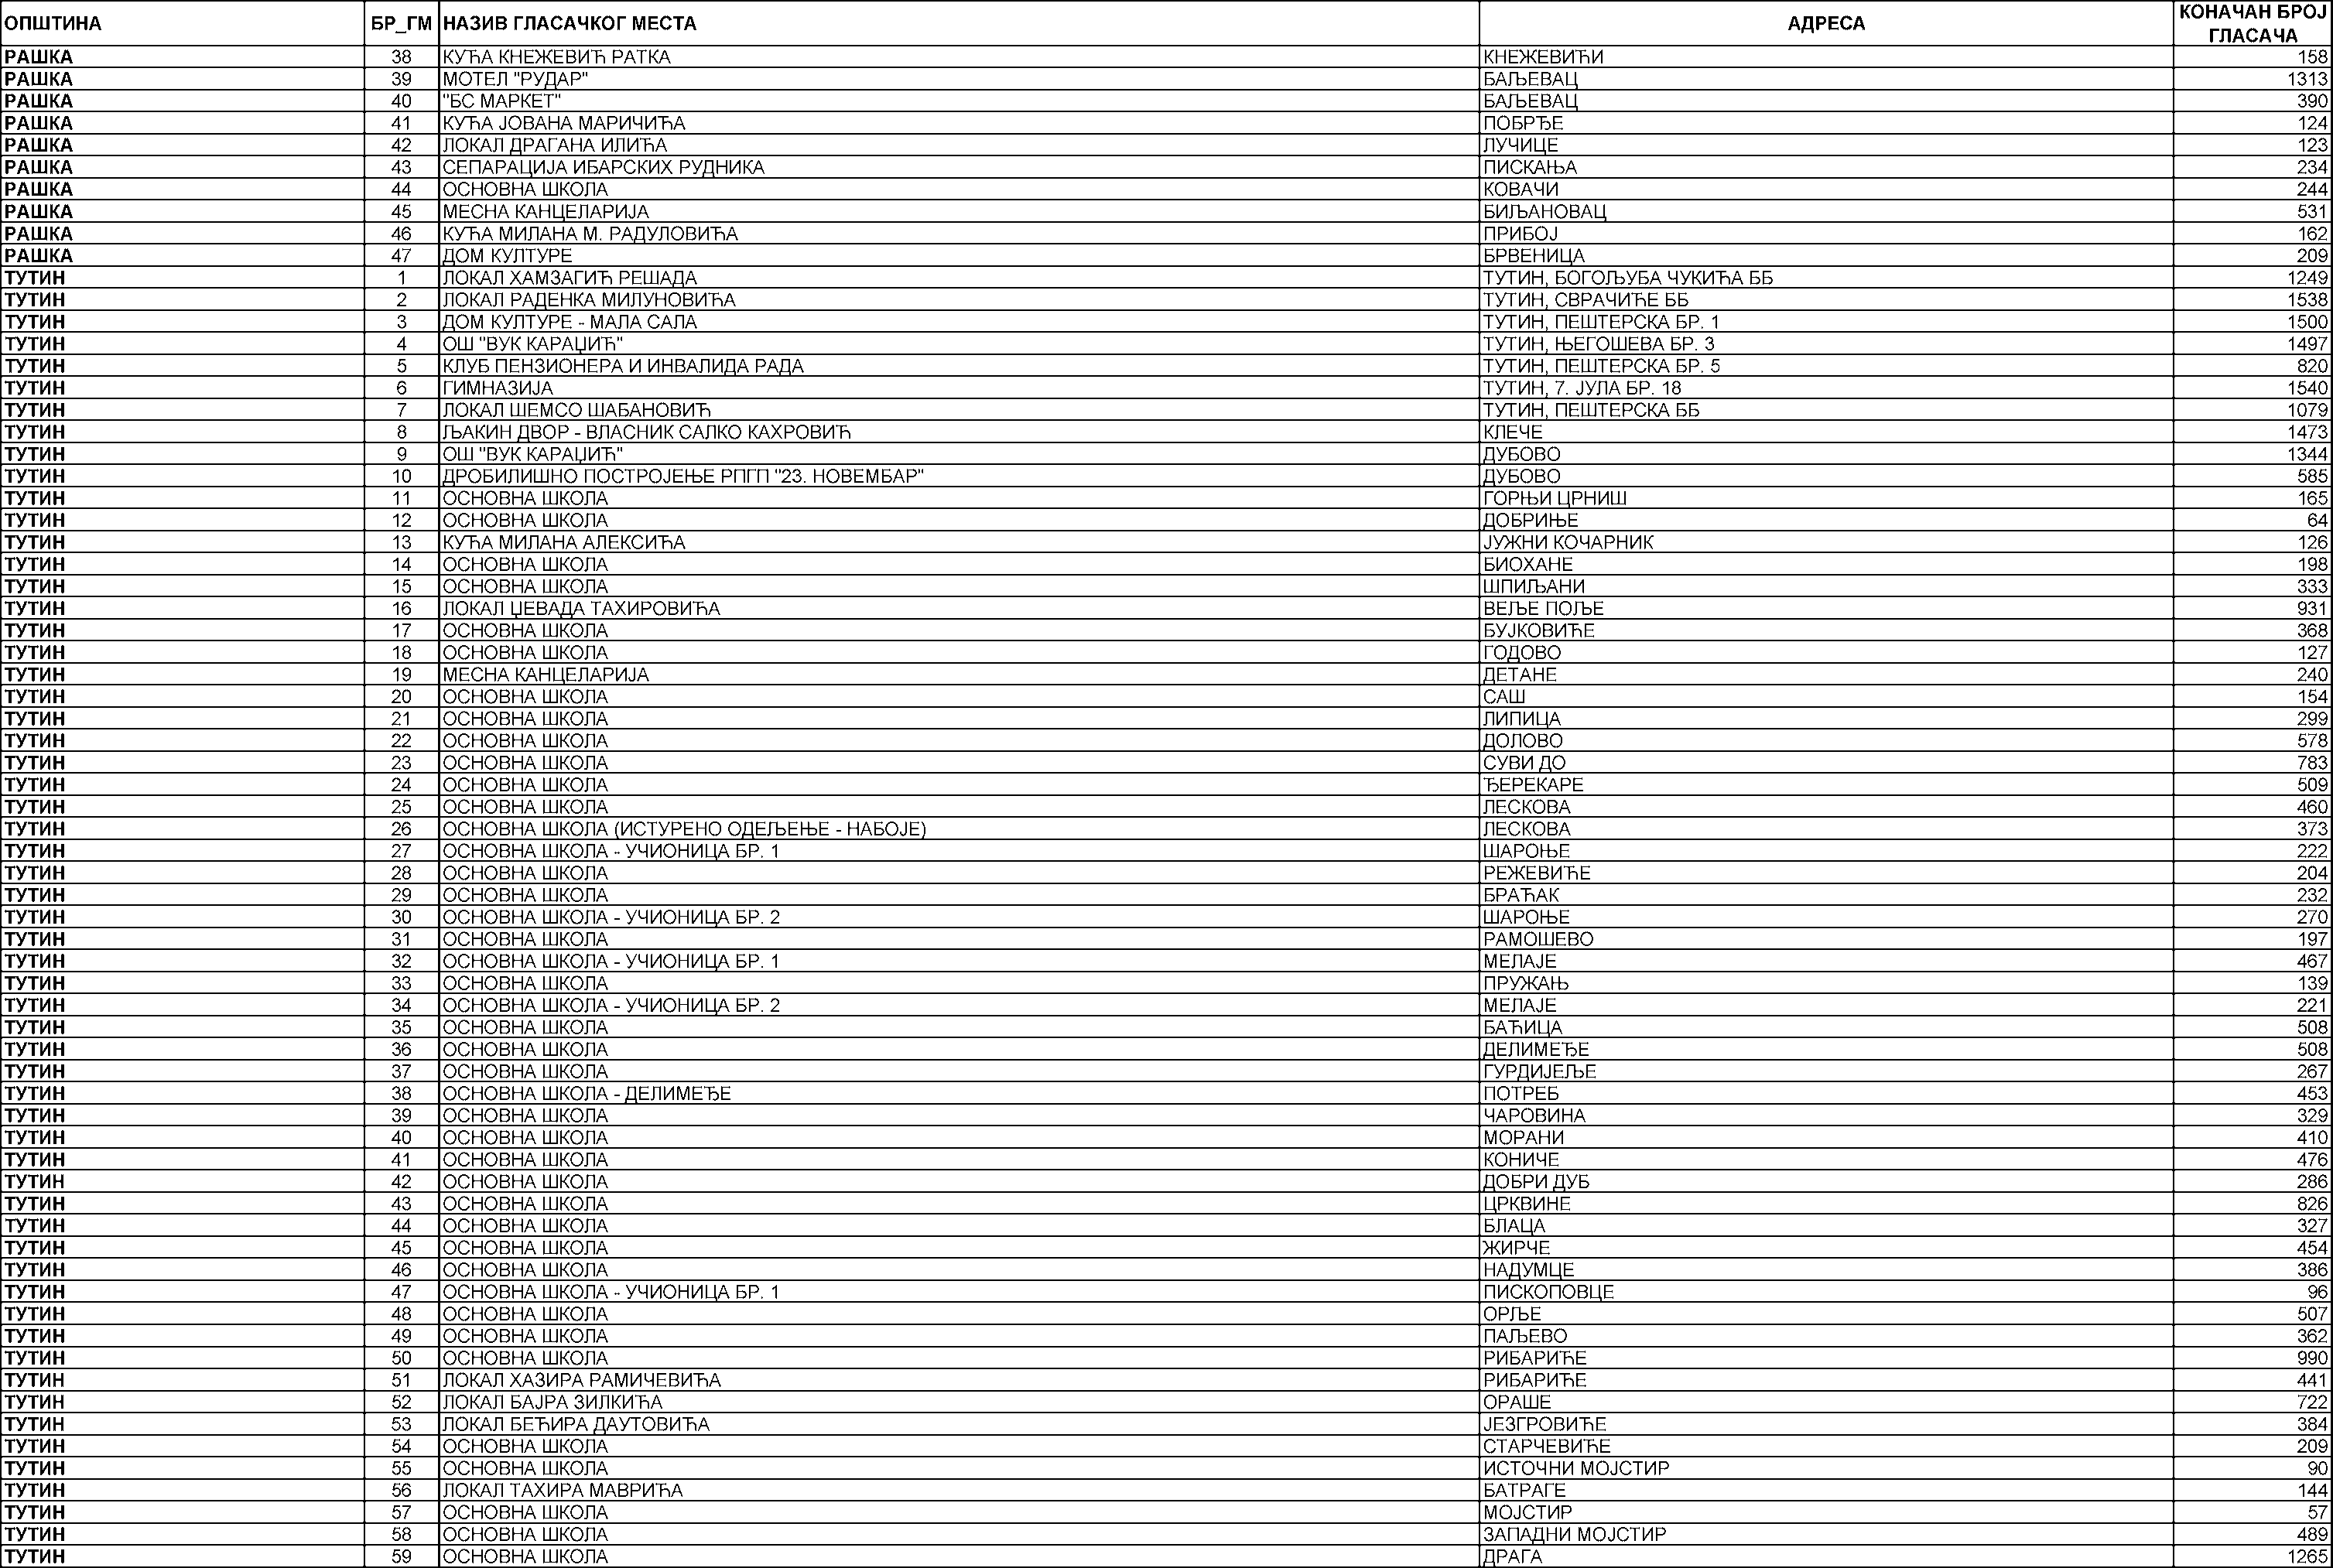 ОПШТИНА БР_ГМ НАЗИВ ГЛАСАЧКОГ МЕСТА АДРЕСА КОНАЧАН БРОЈ ГЛАСАЧА
РАШКА 38 КУЋА КНЕЖЕВИЋ РАТКА КНЕЖЕВИЋИ 158
РАШКА 39 МОТЕЛ "РУДАР" БАЉЕВАЦ 1313
РАШКА 40 "БС МАРКЕТ" БАЉЕВАЦ 390
РАШКА 41 КУЋА ЈОВАНА МАРИЧИЋА ПОБРЂЕ 124
РАШКА 42 ЛОКАЛ ДРАГАНА ИЛИЋА ЛУЧИЦЕ 123
РАШКА 43 СЕПАРАЦИЈА ИБАРСКИХ РУДНИКА ПИСКАЊА 234
РАШКА 44 ОСНОВНА ШКОЛА КОВАЧИ 244
РАШКА 45 МЕСНА КАНЦЕЛАРИЈА БИЉАНОВАЦ 531
РАШКА 46 КУЋА МИЛАНА М. РАДУЛОВИЋА ПРИБОЈ 162
РАШКА 47 ДОМ КУЛТУРЕ БРВЕНИЦА 209
ТУТИН 1 ЛОКАЛ ХАМЗАГИЋ РЕШАДА ТУТИН, БОГОЉУБА ЧУКИЋА ББ 1249
ТУТИН 2 ЛОКАЛ РАДЕНКА МИЛУНОВИЋА ТУТИН, СВРАЧИЋЕ ББ 1538
ТУТИН 3 ДОМ КУЛТУРЕ - МАЛА САЛА ТУТИН, ПЕШТЕРСКА БР. 1 1500
ТУТИН 4 ОШ "ВУК КАРАЏИЋ" ТУТИН, ЊЕГОШЕВА БР. 3 1497
ТУТИН 5 КЛУБ ПЕНЗИОНЕРА И ИНВАЛИДА РАДА ТУТИН, ПЕШТЕРСКА БР. 5 820
ТУТИН 6 ГИМНАЗИЈА ТУТИН, 7. ЈУЛА БР. 18 1540
ТУТИН 7 ЛОКАЛ ШЕМСО ШАБАНОВИЋ ТУТИН, ПЕШТЕРСКА ББ 1079
ТУТИН 8 ЉАКИН ДВОР - ВЛАСНИК САЛКО КАХРОВИЋ КЛЕЧЕ 1473
ТУТИН 9 ОШ "ВУК КАРАЏИЋ" ДУБОВО 1344
ТУТИН 10 ДРОБИЛИШНО ПОСТРОЈЕЊЕ РПГП "23. НОВЕМБАР" ДУБОВО 585
ТУТИН 11 ОСНОВНА ШКОЛА ГОРЊИ ЦРНИШ 165
ТУТИН 12 ОСНОВНА ШКОЛА ДОБРИЊЕ 64
ТУТИН 13 КУЋА МИЛАНА АЛЕКСИЋА ЈУЖНИ КОЧАРНИК 126
ТУТИН 14 ОСНОВНА ШКОЛА БИОХАНЕ 198
ТУТИН 15 ОСНОВНА ШКОЛА ШПИЉАНИ 333
ТУТИН 16 ЛОКАЛ ЏЕВАДА ТАХИРОВИЋА ВЕЉЕ ПОЉЕ 931
ТУТИН 17 ОСНОВНА ШКОЛА БУЈКОВИЋЕ 368
ТУТИН 18 ОСНОВНА ШКОЛА ГОДОВО 127
ТУТИН 19 МЕСНА КАНЦЕЛАРИЈА ДЕТАНЕ 240
ТУТИН 20 ОСНОВНА ШКОЛА САШ 154
ТУТИН 21 ОСНОВНА ШКОЛА ЛИПИЦА 299
ТУТИН 22 ОСНОВНА ШКОЛА ДОЛОВО 578
ТУТИН 23 ОСНОВНА ШКОЛА СУВИ ДО 783
ТУТИН 24 ОСНОВНА ШКОЛА ЂЕРЕКАРЕ 509
ТУТИН 25 ОСНОВНА ШКОЛА ЛЕСКОВА 460
ТУТИН 26 ОСНОВНА ШКОЛА (ИСТУРЕНО ОДЕЉЕЊЕ - НАБОЈЕ) ЛЕСКОВА 373
ТУТИН 27 ОСНОВНА ШКОЛА - УЧИОНИЦА БР. 1 ШАРОЊЕ 222
ТУТИН 28 ОСНОВНА ШКОЛА РЕЖЕВИЋЕ 204
ТУТИН 29 ОСНОВНА ШКОЛА БРАЋАК 232
ТУТИН 30 ОСНОВНА ШКОЛА - УЧИОНИЦА БР. 2 ШАРОЊЕ 270
ТУТИН 31 ОСНОВНА ШКОЛА РАМОШЕВО 197
ТУТИН 32 ОСНОВНА ШКОЛА - УЧИОНИЦА БР. 1 МЕЛАЈЕ 467
ТУТИН 33 ОСНОВНА ШКОЛА ПРУЖАЊ 139
ТУТИН 34 ОСНОВНА ШКОЛА - УЧИОНИЦА БР. 2 МЕЛАЈЕ 221
ТУТИН 35 ОСНОВНА ШКОЛА БАЋИЦА 508
ТУТИН 36 ОСНОВНА ШКОЛА ДЕЛИМЕЂЕ 508
ТУТИН 37 ОСНОВНА ШКОЛА ГУРДИЈЕЉЕ 267
ТУТИН 38 ОСНОВНА ШКОЛА - ДЕЛИМЕЂЕ ПОТРЕБ 453
ТУТИН 39 ОСНОВНА ШКОЛА ЧАРОВИНА 329
ТУТИН 40 ОСНОВНА ШКОЛА МОРАНИ 410
ТУТИН 41 ОСНОВНА ШКОЛА КОНИЧЕ 476
ТУТИН 42 ОСНОВНА ШКОЛА ДОБРИ ДУБ 286
ТУТИН 43 ОСНОВНА ШКОЛА ЦРКВИНЕ 826
ТУТИН 44 ОСНОВНА ШКОЛА БЛАЦА 327
ТУТИН 45 ОСНОВНА ШКОЛА ЖИРЧЕ 454
ТУТИН 46 ОСНОВНА ШКОЛА НАДУМЦЕ 386
ТУТИН 47 ОСНОВНА ШКОЛА - УЧИОНИЦА БР. 1 ПИСКОПОВЦЕ 96
ТУТИН 48 ОСНОВНА ШКОЛА ОРЉЕ 507
ТУТИН 49 ОСНОВНА ШКОЛА ПАЉЕВО 362
ТУТИН 50 ОСНОВНА ШКОЛА РИБАРИЋЕ 990
ТУТИН 51 ЛОКАЛ ХАЗИРА РАМИЧЕВИЋА РИБАРИЋЕ 441
ТУТИН 52 ЛОКАЛ БАЈРА ЗИЛКИЋА ОРАШЕ 722
ТУТИН 53 ЛОКАЛ БЕЋИРА ДАУТОВИЋА ЈЕЗГРОВИЋЕ 384
ТУТИН 54 ОСНОВНА ШКОЛА СТАРЧЕВИЋЕ 209
ТУТИН 55 ОСНОВНА ШКОЛА ИСТОЧНИ МОЈСТИР 90
ТУТИН 56 ЛОКАЛ ТАХИРА МАВРИЋА БАТРАГЕ 144
ТУТИН 57 ОСНОВНА ШКОЛА МОЈСТИР 57
ТУТИН 58 ОСНОВНА ШКОЛА ЗАПАДНИ МОЈСТИР 489
ТУТИН 59 ОСНОВНА ШКОЛА ДРАГА 1265